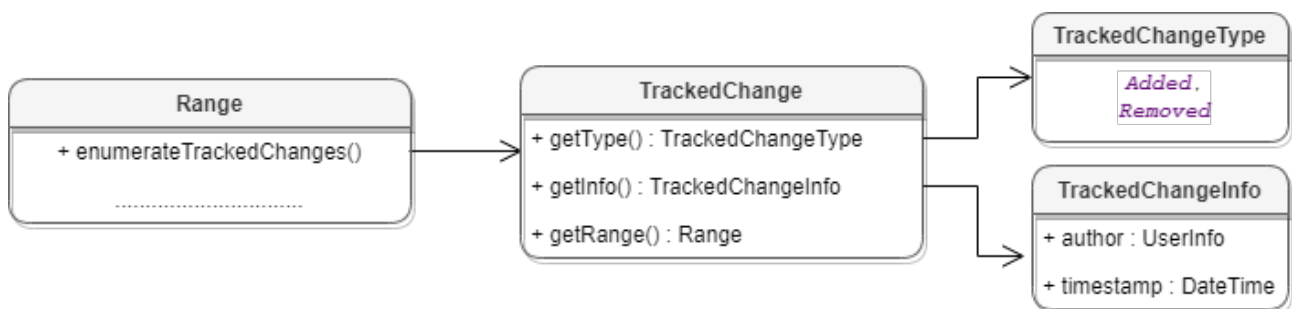 Range
+ enumerateTrackedChanges()
................................
TrackedChange
+ getType() : TrackedChangeType
+ getInfo() : TrackedChangeInfo
+ getRange() : Range
TrackedChangeType
Added,
Removed
TrackedChangeInfo
+ author : UserInfo
+ timestamp : DateTime